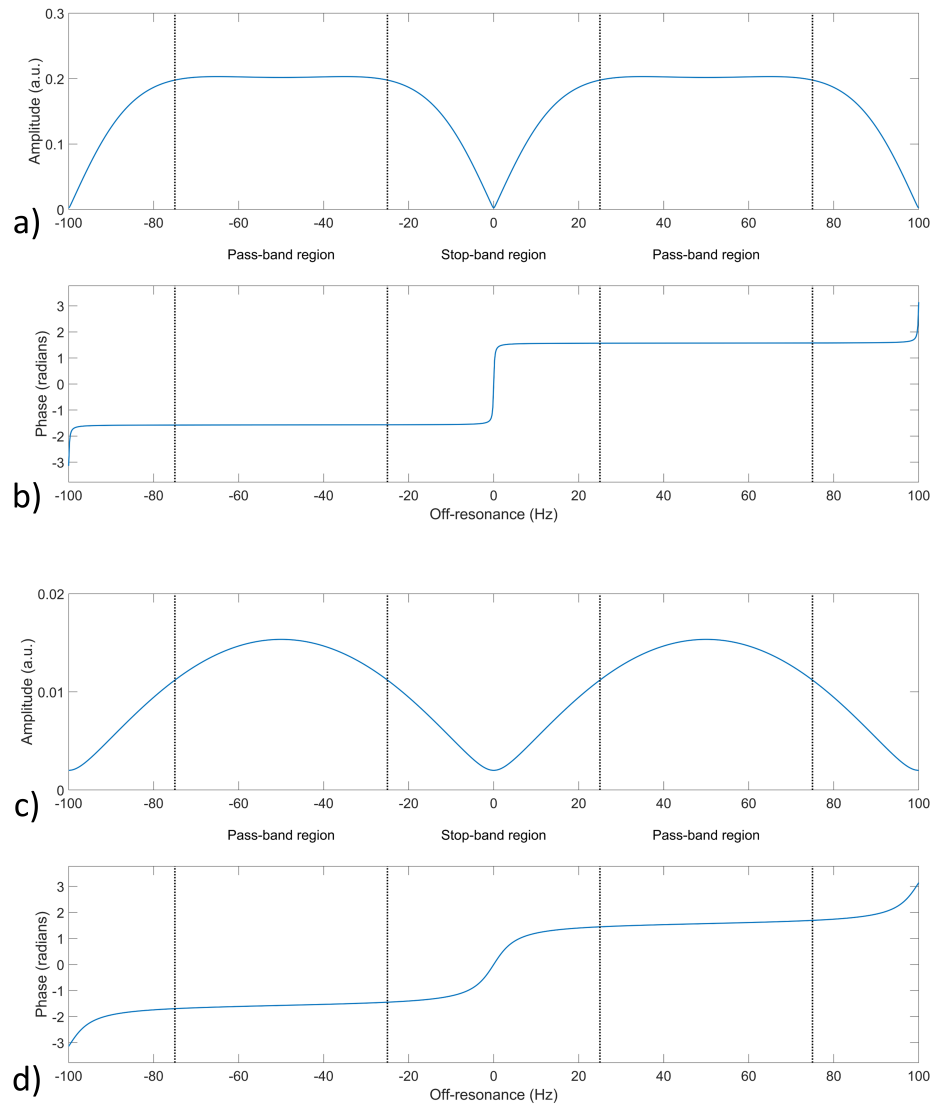 0.3
0.2
0.1
0
Amplitude (a.u.)
-100 -80 -60 -40 -20 0 20 40 60 80 100
a)
Pass-band region Stop-band region Pass-band region
3
2
1
0
-1
-2
-3
Phase (radians)
-100 -80 -60 -40 -20 0 20 40 60 80 100
b)
Off-resonance (Hz)
0.02
0.01
0
Amplitude (a.u.)
-100 -80 -60 -40 -20 0 20 40 60 80 100
c)
Pass-band region Stop-band region Pass-band region
3
2
1
0
-1
-2
-3
Phase (radians)
-100 -80 -60 -40 -20 0 20 40 60 80 100
d)
Off-resonance (Hz)